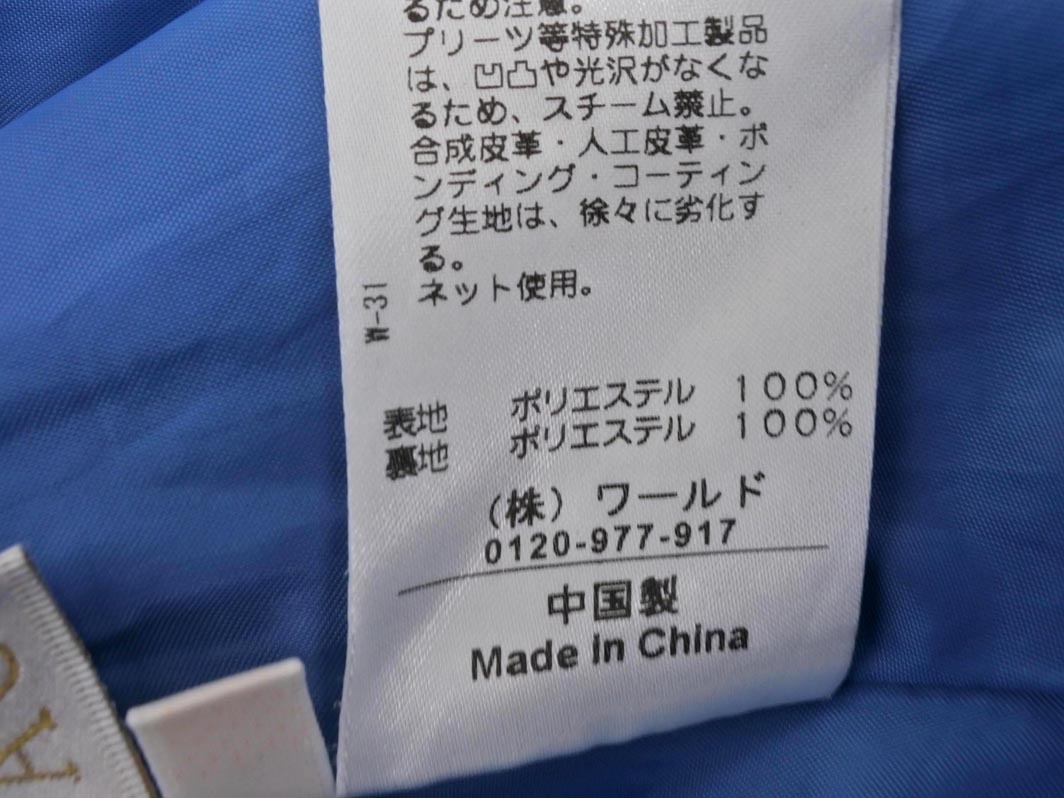 るため注意。
プリーツ等特殊加工製品
は、凹凸や光沢がなくな
るため、スチーム禁止。
合成皮革・人工皮革・ボ
ンディング・コーティン
グ生地は、徐々に劣化す
る。
ネット使用。
W-31
表地 ポリエステル 100%
裏地 ポリエステル 100%
(株) ワールド
0120-977-917
中国製
Made in China